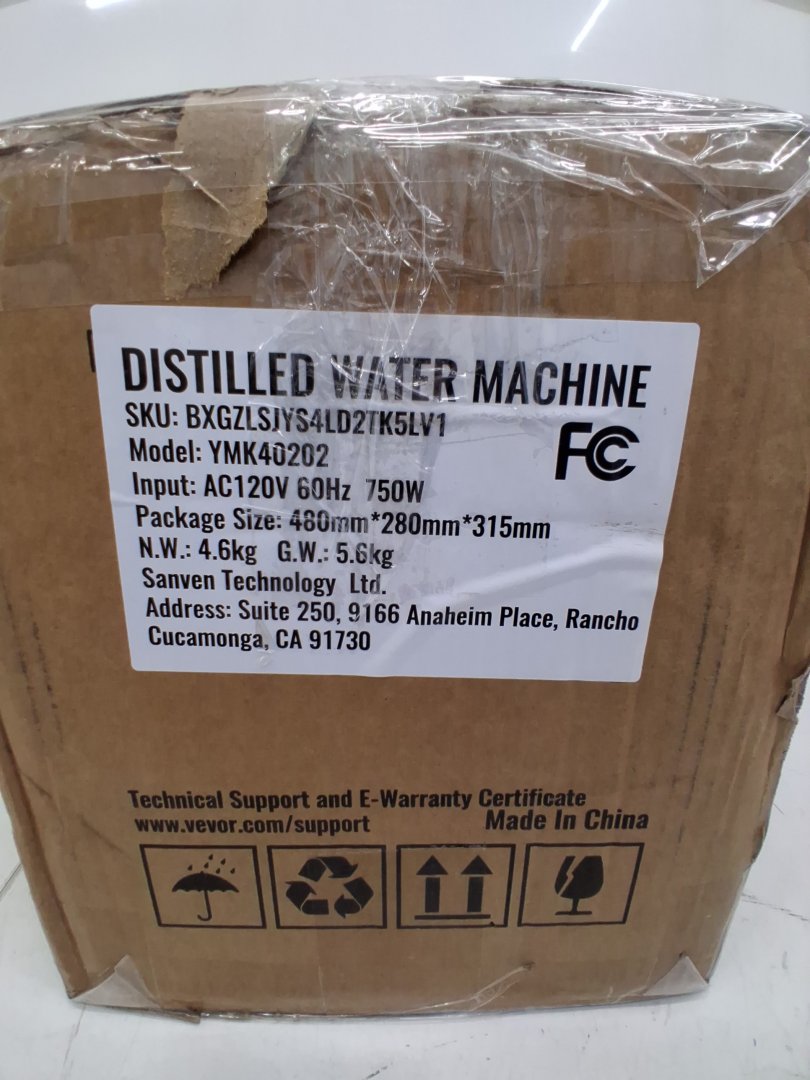 DISTILLED WATER MACHINE
SKU: BXGZLSJYS4LD2TK5LV1
Model: YMK40202
FC
Input: AC120V 60Hz 750W
Package Size: 480mm*280mm*315mm
N.W.: 4.6kg G.W.: 5.6kg
Sanven Technology Ltd.
Address: Suite 250, 9166 Anaheim Place, Rancho
Cucamonga, CA 91730
Technical Support and E-Warranty Certificate
www.vevor.com/support Made In China